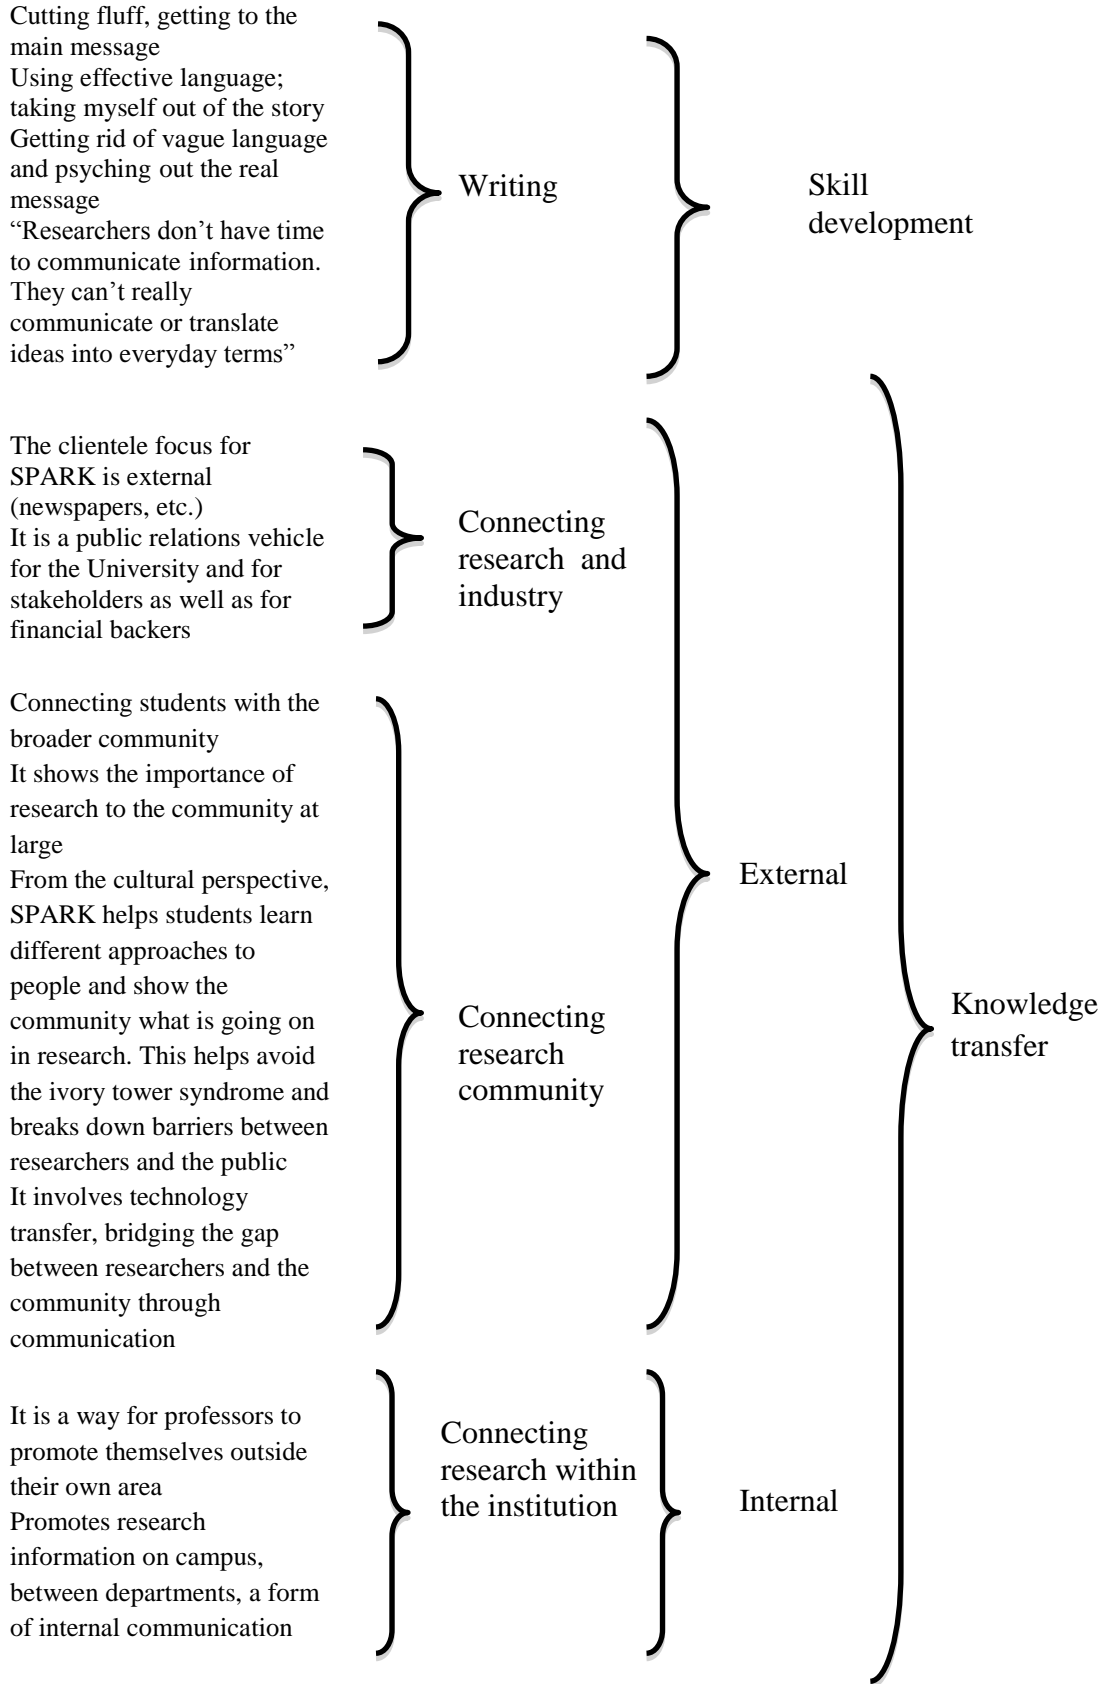 Cutting fluff, getting to the
main message
Using effective language;
taking myself out of the story
Getting rid of vague language
and psyching out the real
message
“Researchers don’t have time
to communicate information.
They can’t really
communicate or translate
ideas into everyday terms”
Writing
Skill
development
The clientele focus for
SPARK is external
(newspapers, etc.)
It is a public relations vehicle
for the University and for
stakeholders as well as for
financial backers
Connecting
research and
industry
Connecting students with the
broader community
It shows the importance of
research to the community at
large
From the cultural perspective,
SPARK helps students learn
different approaches to
people and show the
community what is going on
in research. This helps avoid
the ivory tower syndrome and
breaks down barriers between
researchers and the public
It involves technology
transfer, bridging the gap
between researchers and the
community through
communication
Connecting
research
community
External
It is a way for professors to
promote themselves outside
their own area
Promotes research
information on campus,
between departments, a form
of internal communication
Connecting
research within
the institution
Internal
Knowledge
transfer